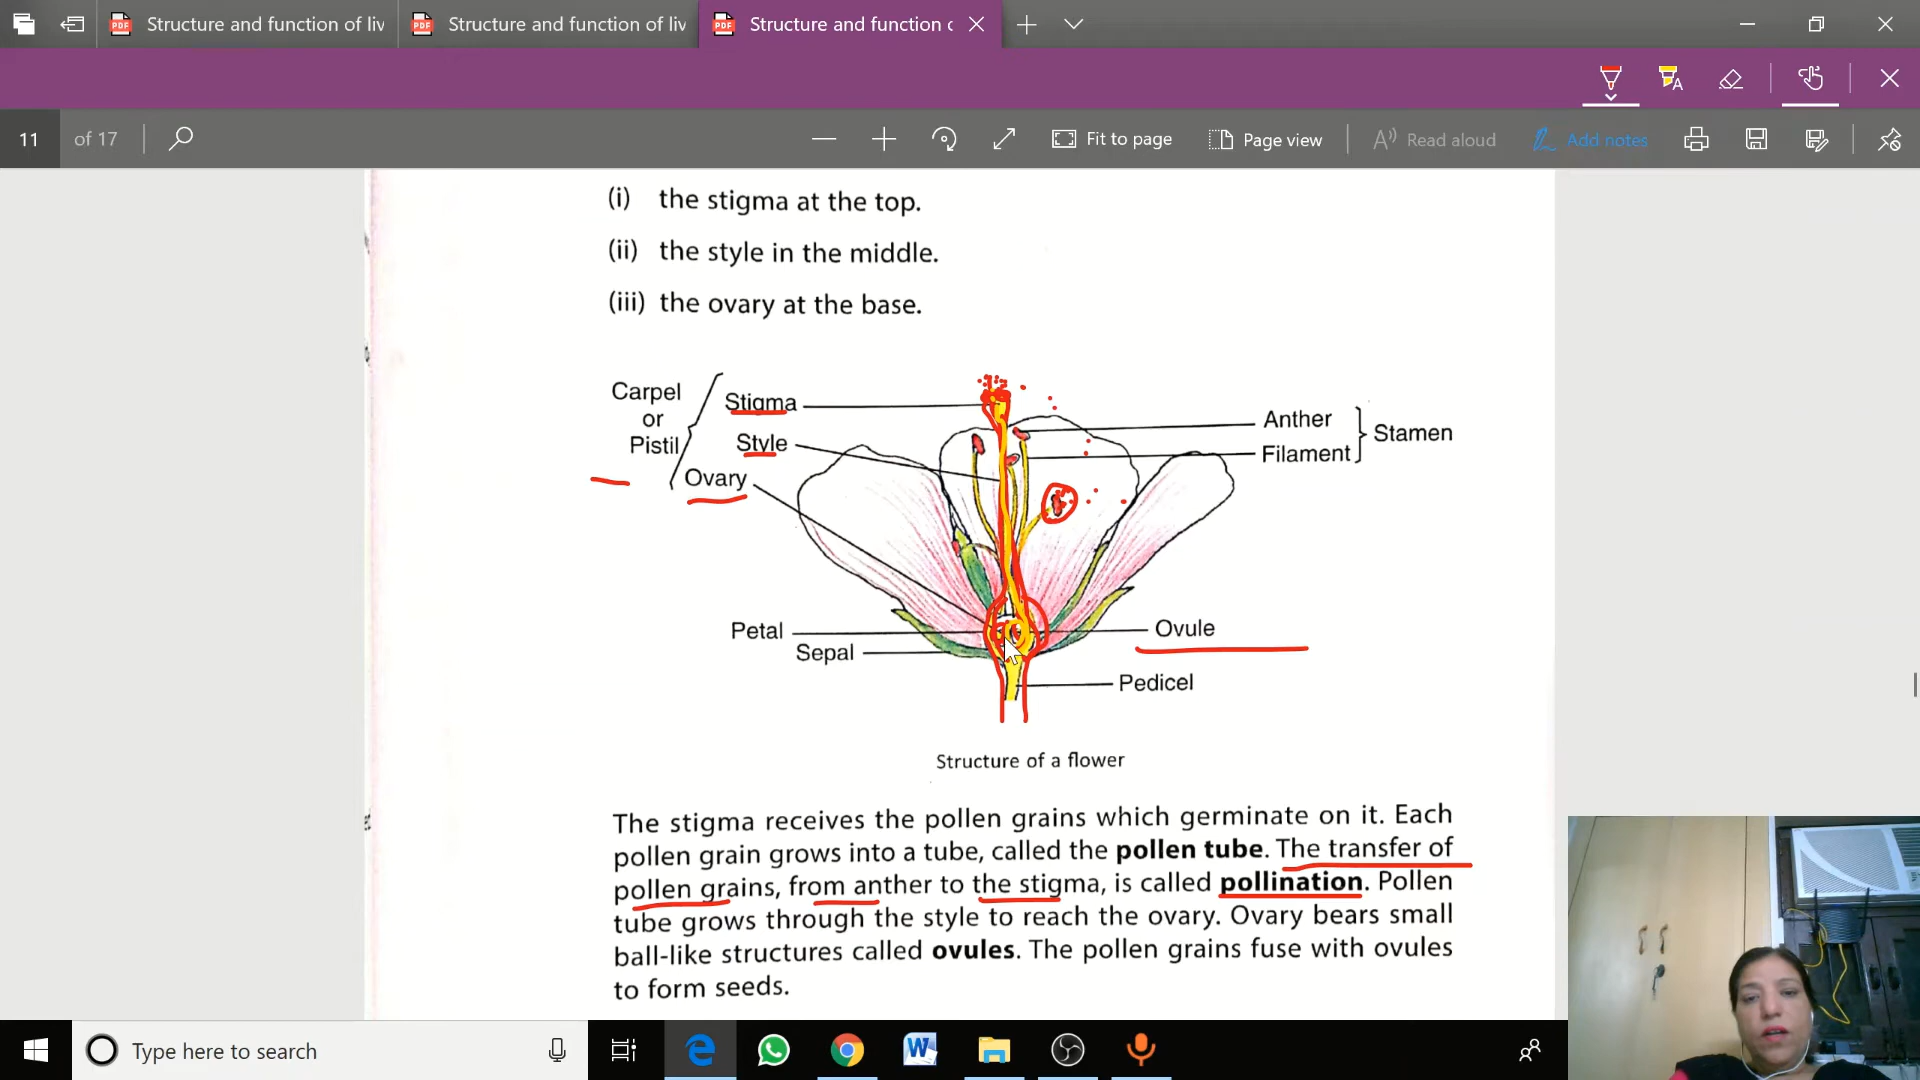 Structure and function of liv
Structure and function of liv
Structure and function o
11 of 17
Fit to page
Page view
Read aloud
Add notes
(i) the stigma at the top.
(ii) the style in the middle.
(iii) the ovary at the base.
Carpel
or
Pistil
Stigma
Style
Ovary
Anther
Filament
Stamen
Petal
Sepal
Ovule
Pedicel
Structure of a flower
The stigma receives the pollen grains which germinate on it. Each
pollen grain grows into a tube, called the pollen tube. The transfer of
pollen grains, from anther to the stigma, is called pollination. Pollen
tube grows through the style to reach the ovary. Ovary bears small
ball-like structures called ovules. The pollen grains fuse with ovules
to form seeds.
Type here to search